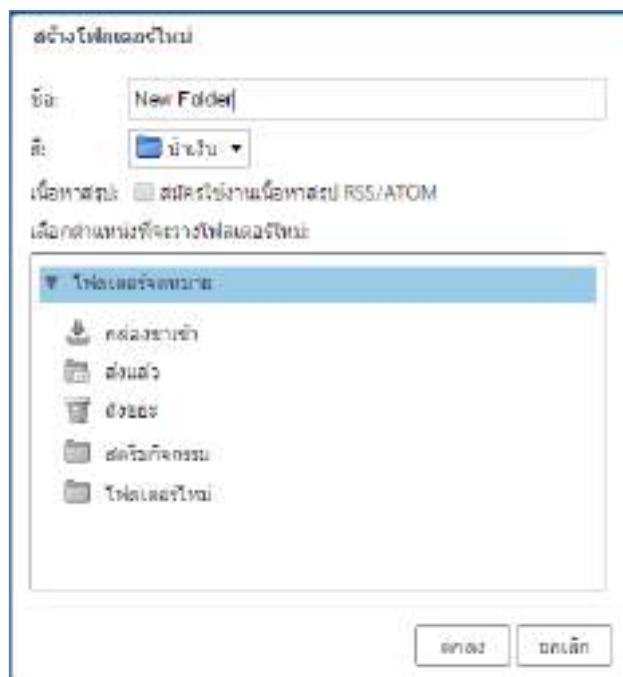 สร้างโฟลเดอร์ใหม่
ชื่อ: New Folder
สี: น้ำเงิน
เนื้อหาสรุป: สมัครใช้งานเนื้อหาสรุป RSS/ATOM
เลือกตำแหน่งที่จะวางโฟลเดอร์ใหม่:
โฟลเดอร์จดหมาย
กล่องขาเข้า
ส่งแล้ว
ถังขยะ
สตรีมกิจกรรม
โฟลเดอร์ใหม่
ตกลง ยกเลิก